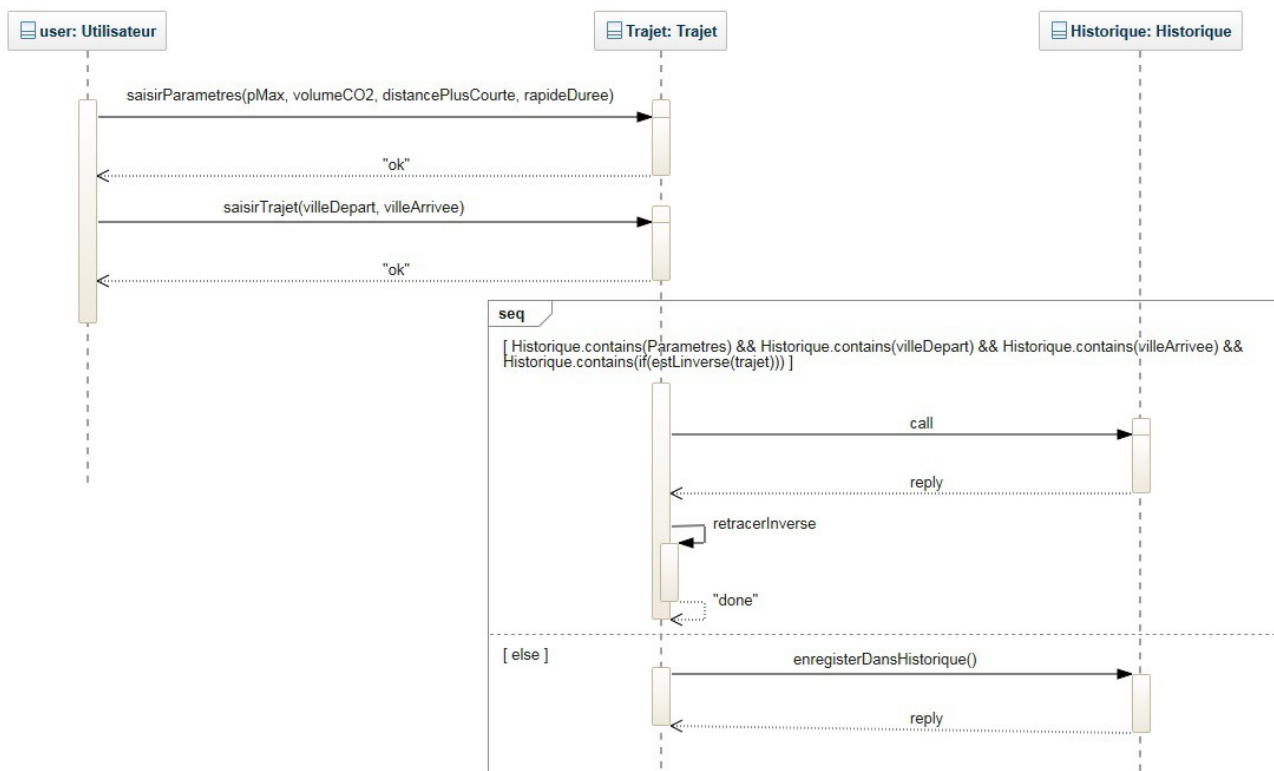 user: Utilisateur
Trajet: Trajet
Historique: Historique
saisirParametres(pMax, volumeCO2, distancePlusCourte, rapideDuree)
"ok"
saisirTrajet(villeDepart, villeArrivee)
"ok"
seq
[ Historique.contains(Parametres) && Historique.contains(villeDepart) && Historique.contains(villeArrivee) &&
Historique.contains(if(estLinverse(trajet))) ]
call
reply
retracerInverse
"done"
[ else ]
enregisterDansHistorique()
reply